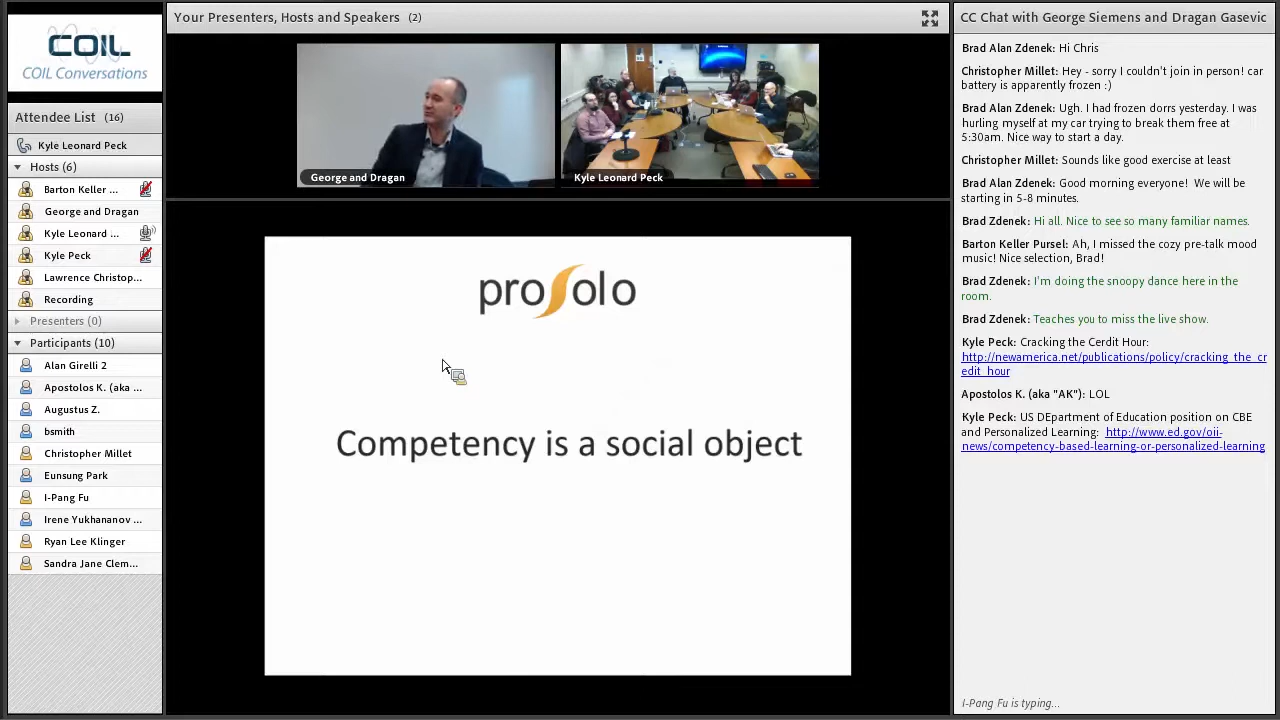 COIL
COIL Conversations
Attendee List (16)
Kyle Leonard Peck
Hosts (6)
Barton Keller ...
George and Dragan
Kyle Leonard ...
Kyle Peck
Lawrence Christop...
Recording
Presenters (0)
Participants (10)
Alan Girelli 2
Apostolos K. (aka ...
Augustus Z.
bsmith
Christopher Millet
Eunsung Park
I-Pang Fu
Irene Yukhananov ...
Ryan Lee Klinger
Sandra Jane Clem...
Your Presenters, Hosts and Speakers (2)
George and Dragan
Kyle Leonard Peck
proSolo
Competency is a social object
CC Chat with George Siemens and Dragan Gasevic
Brad Alan Zdenek: Hi Chris
Christopher Millet: Hey - sorry I couldn't join in person! car
battery is apparently frozen :)
Brad Alan Zdenek: Ugh. I had frozen dorrs yesterday. I was
hurling myself at my car trying to break them free at
5:30am. Nice way to start a day.
Christopher Millet: Sounds like good exercise at least
Brad Alan Zdenek: Good morning everyone! We will be
starting in 5-8 minutes.
Brad Zdenek: Hi all. Nice to see so many familiar names.
Barton Keller Pursel: Ah, I missed the cozy pre-talk mood
music! Nice selection, Brad!
Brad Zdenek: I'm doing the snoopy dance here in the
room.
Brad Zdenek: Teaches you to miss the live show.
Kyle Peck: Cracking the Cerdit Hour:
http://newamerica.net/publications/policy/cracking_the_cr
edit_hour
Apostolos K. (aka "AK"): LOL
Kyle Peck: US DEpartment of Education position on CBE
and Personalized Learning: http://www.ed.gov/oii-
news/competency-based-learning-or-personalized-learning
I-Pang Fu is typing...